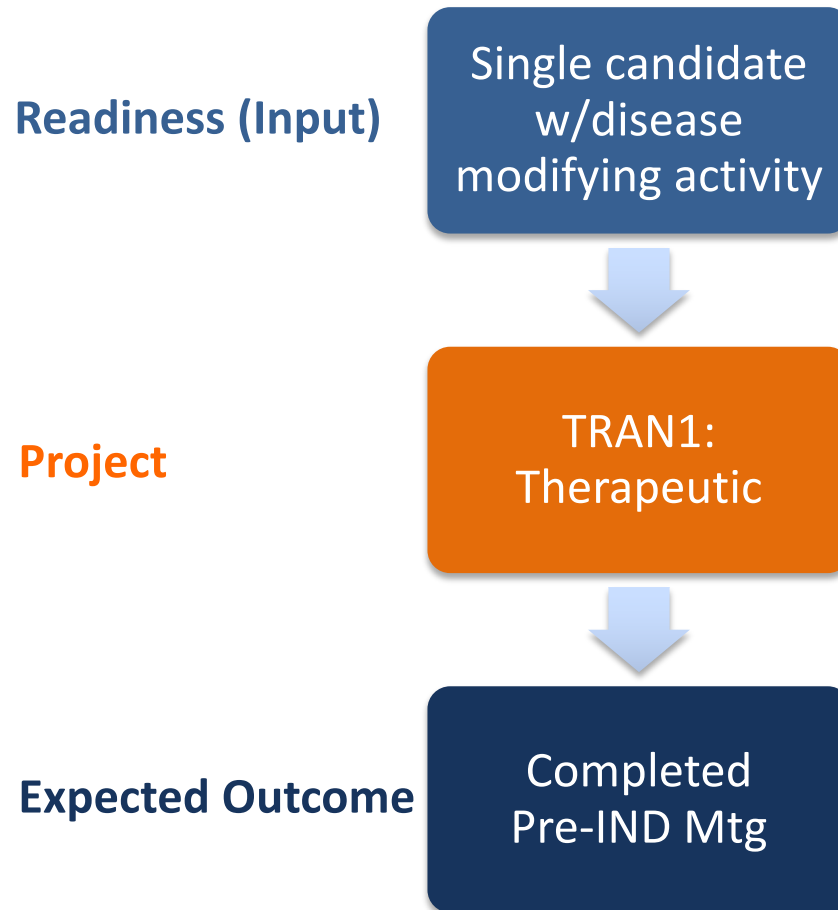 Readiness (Input)
Single candidate
w/disease
modifying activity
Project
TRAN1:
Therapeutic
Expected Outcome
Completed
Pre-IND Mtg